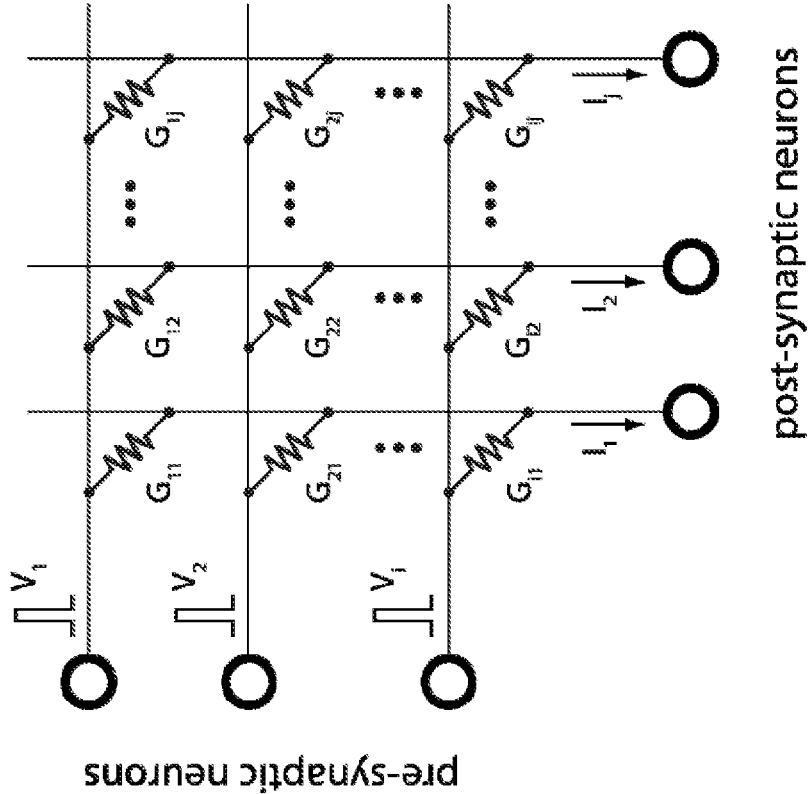 pre-synaptic neurons
V₁
G₁₁
G₁₂
G₁ⱼ
V₂
G₂₁
G₂₂
G₂ⱼ
Vᵢ
Gᵢ₁
Gᵢ₂
Gᵢⱼ
I₁
I₂
Iⱼ
post-synaptic neurons